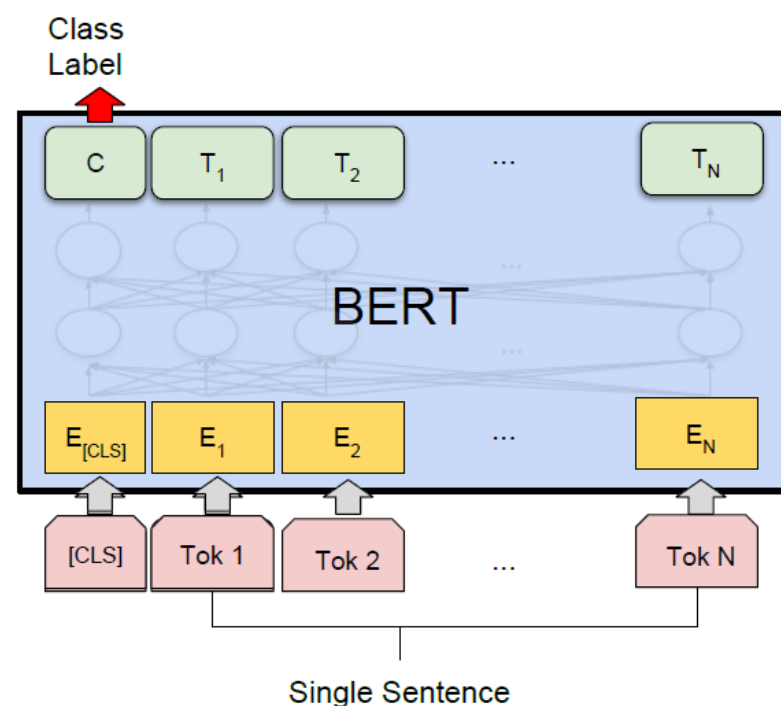 Class
Label
C T1 T2 ... TN
...
BERT
...
E[CLS] E1 E2 ... EN
[CLS] Tok 1 Tok 2 ... Tok N
Single Sentence